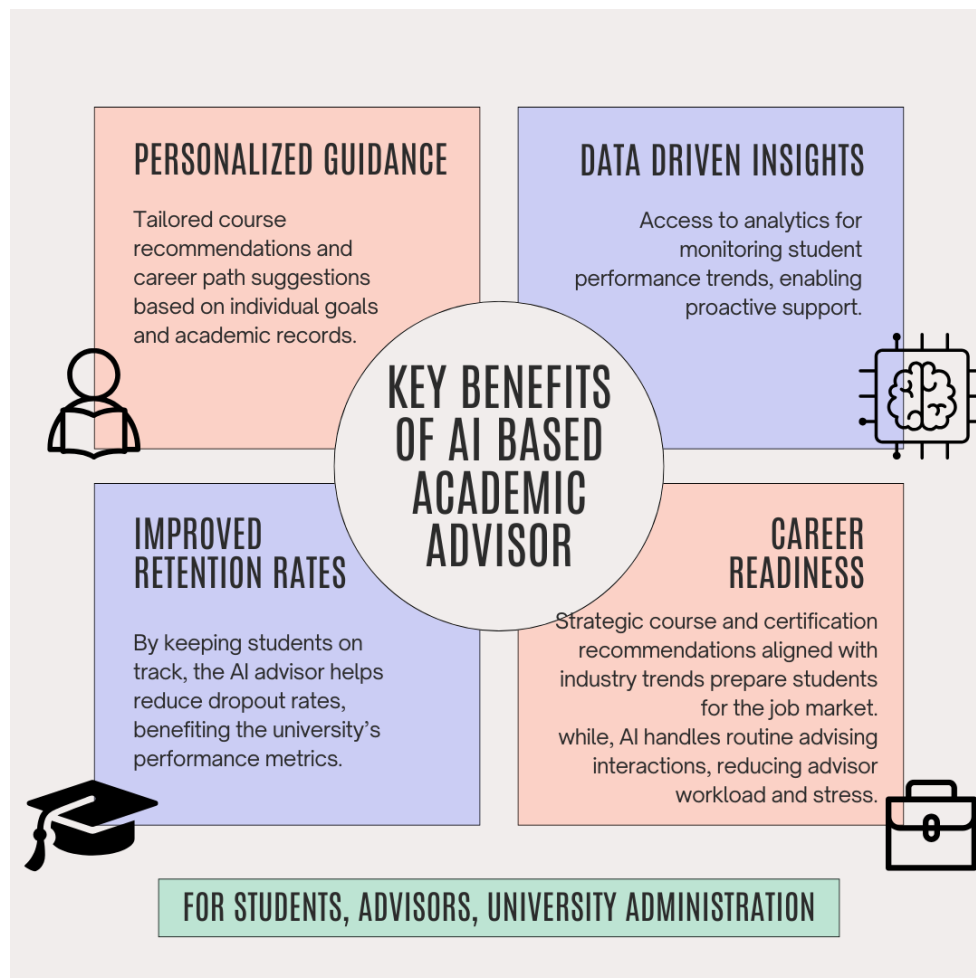 PERSONALIZED GUIDANCE
Tailored course
recommendations and
career path suggestions
based on individual goals
and academic records.
DATA DRIVEN INSIGHTS
Access to analytics for
monitoring student
performance trends, enabling
proactive support.
KEY BENEFITS
OF AI BASED
ACADEMIC
ADVISOR
IMPROVED
RETENTION RATES
By keeping students on
track, the AI advisor helps
reduce dropout rates,
benefiting the university’s
performance metrics.
CAREER
READINESS
Strategic course and certification
recommendations aligned with
industry trends prepare students
for the job market.
while, AI handles routine advising
interactions, reducing advisor
workload and stress.
FOR STUDENTS, ADVISORS, UNIVERSITY ADMINISTRATION